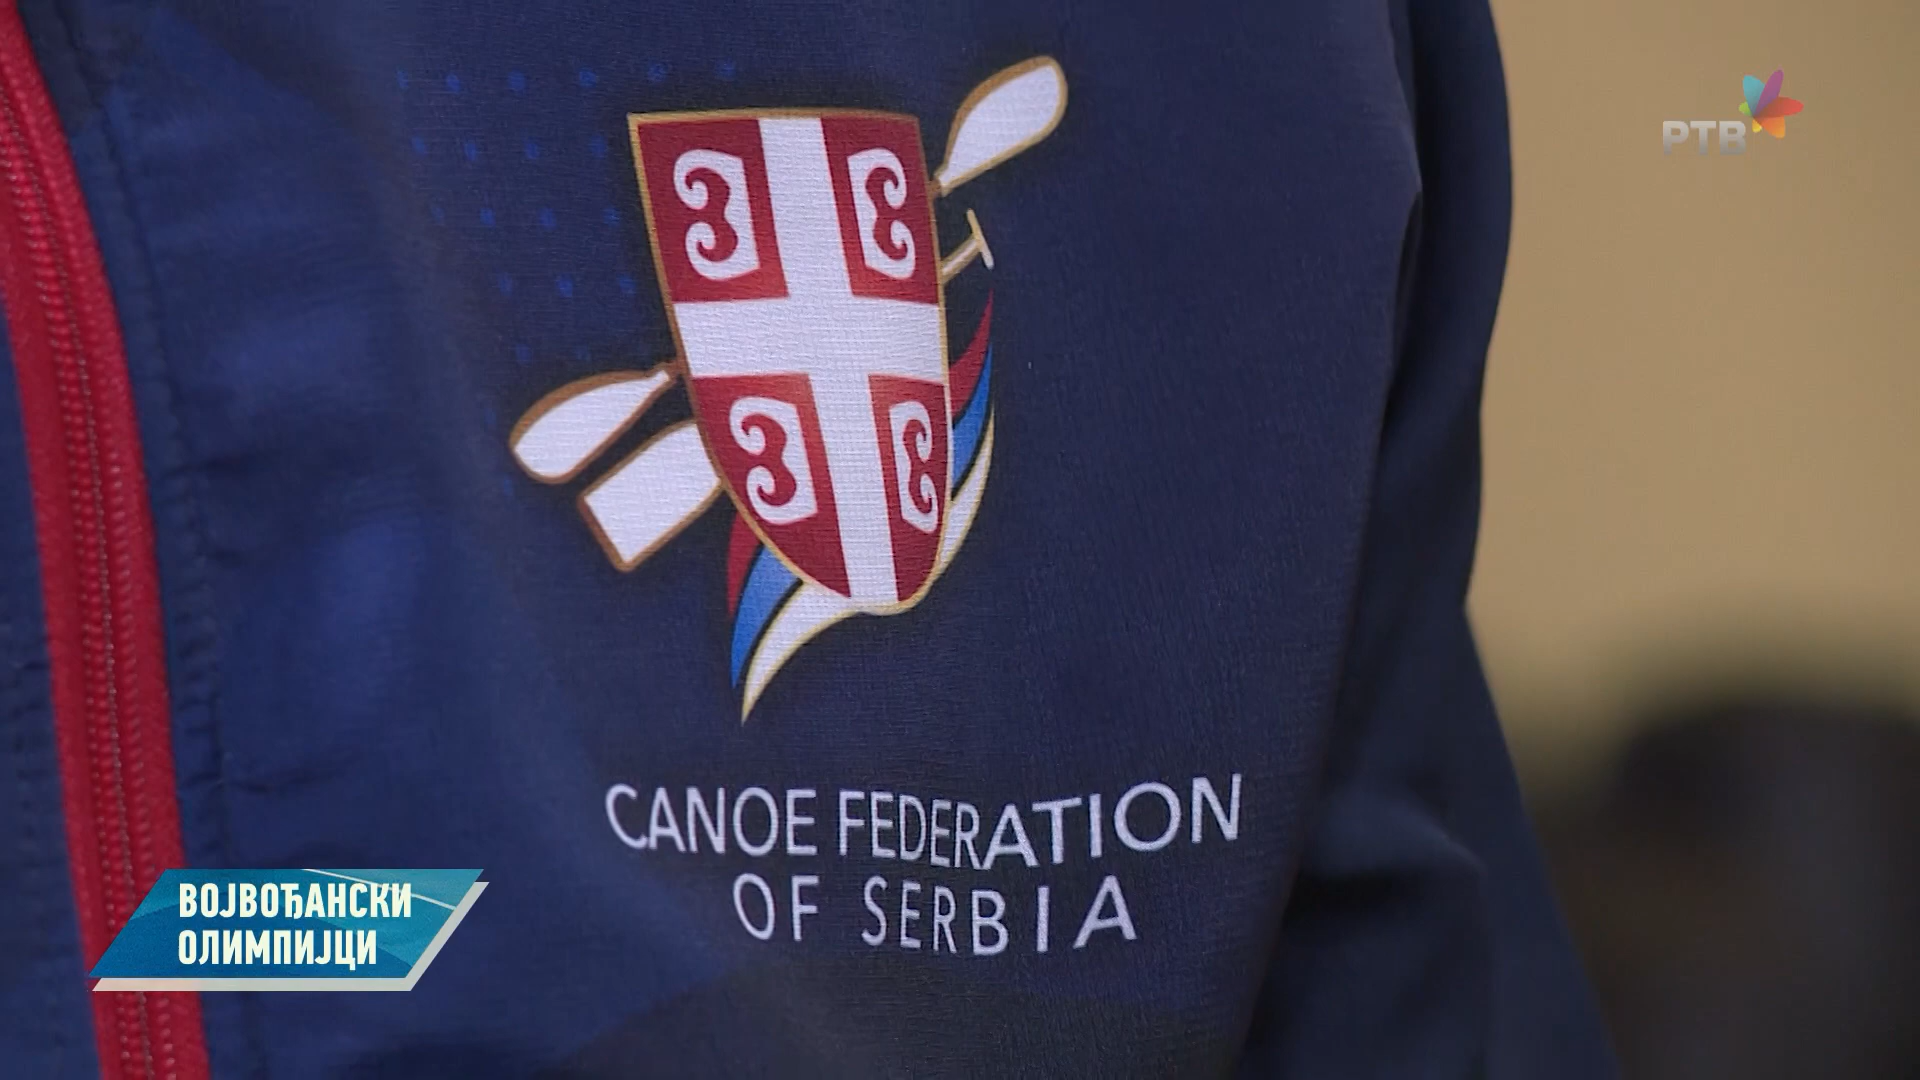 РТВ
CANOE FEDERATION
OF SERBIA
ВОЈВОЂАНСКИ
ОЛИМПИЈЦИ